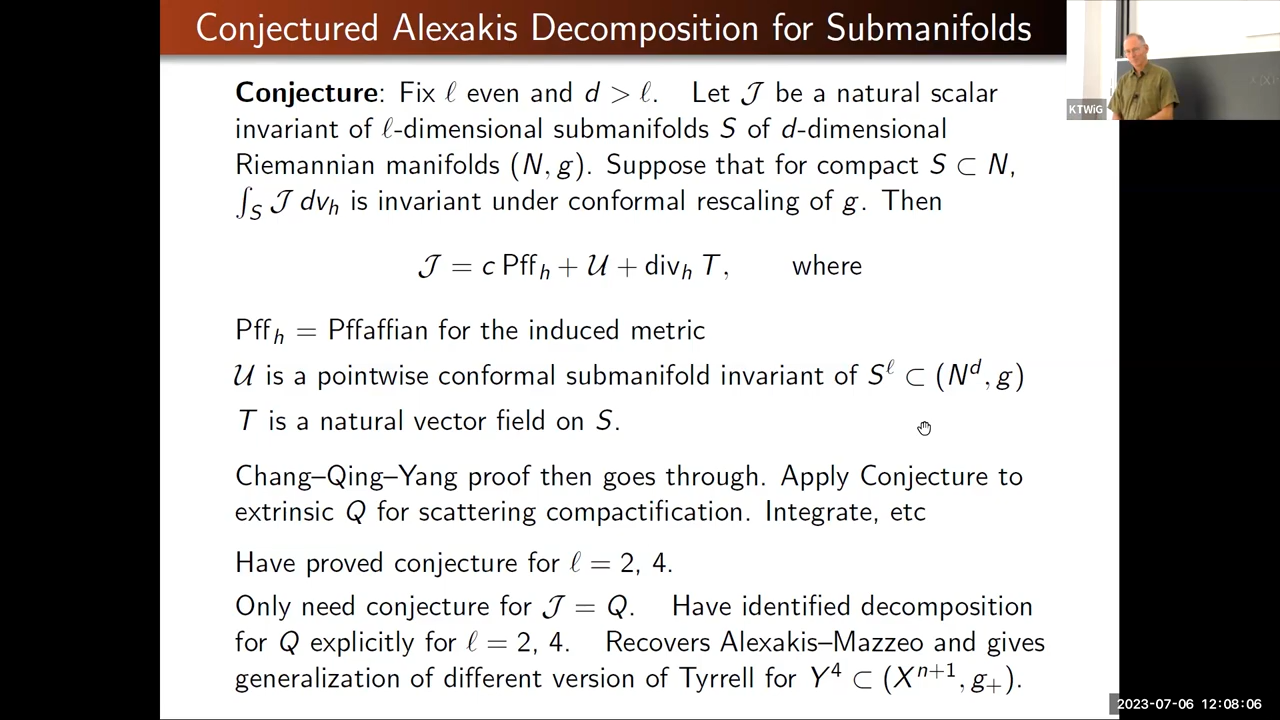 Conjectured Alexakis Decomposition for Submanifolds
KTWiG
Conjecture: Fix ℓ even and d > ℓ. Let 𝒥 be a natural scalar
invariant of ℓ-dimensional submanifolds S of d-dimensional
Riemannian manifolds (N, g). Suppose that for compact S ⊂ N,
∫_S 𝒥 dv_h is invariant under conformal rescaling of g. Then
𝒥 = c Pff_h + 𝒰 + div_h T, where
Pff_h = Pffaffian for the induced metric
𝒰 is a pointwise conformal submanifold invariant of S^ℓ ⊂ (N^d, g)
T is a natural vector field on S.
Chang–Qing–Yang proof then goes through. Apply Conjecture to
extrinsic Q for scattering compactification. Integrate, etc
Have proved conjecture for ℓ = 2, 4.
Only need conjecture for 𝒥 = Q. Have identified decomposition
for Q explicitly for ℓ = 2, 4. Recovers Alexakis–Mazzeo and gives
generalization of different version of Tyrrell for Y^4 ⊂ (X^{n+1}, g_+).
2023-07-06 12:08:06